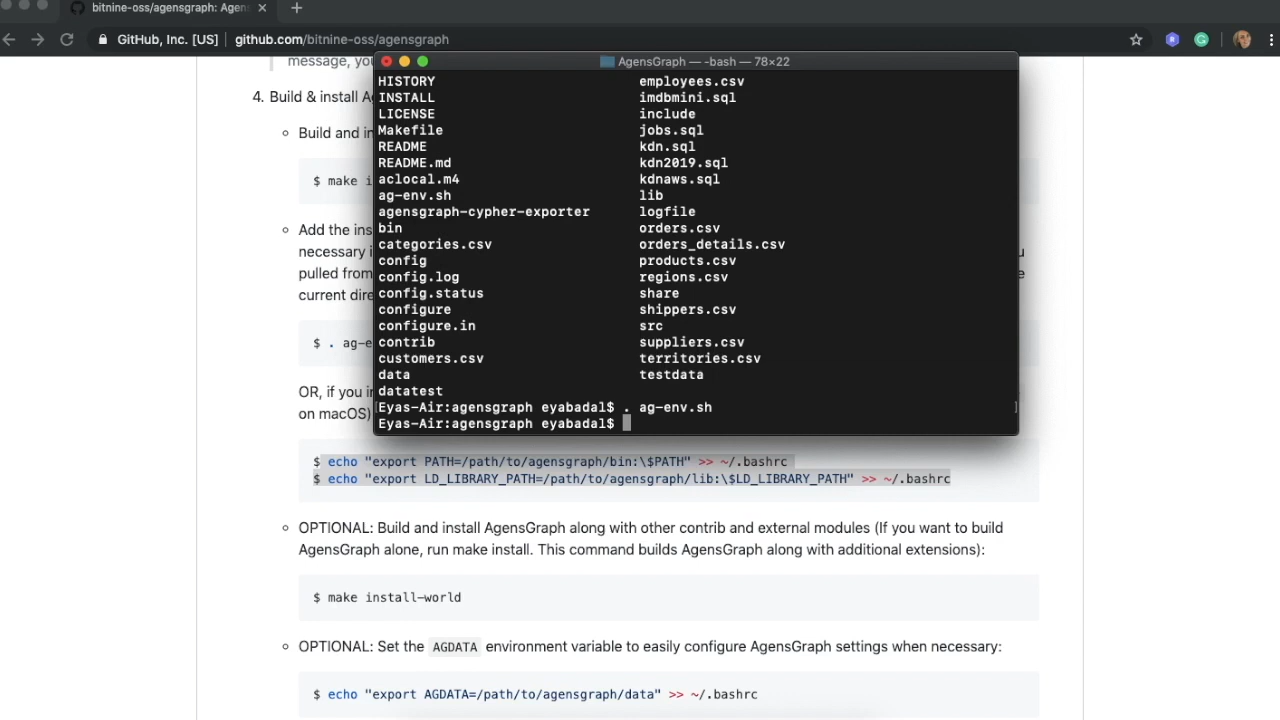 bitnine-oss/agensgraph: Agen
GitHub, Inc. [US] | github.com/bitnine-oss/agensgraph
message, you
4. Build & install Ag
Build and in
$ make i
Add the ins
necessary i
pulled from
current dire
$ . ag-e
OR, if you i
on macOS)
AgensGraph — -bash — 78×22
HISTORY employees.csv
INSTALL imdbmini.sql
LICENSE include
Makefile jobs.sql
README kdn.sql
README.md kdn2019.sql
aclocal.m4 kdnaws.sql
ag-env.sh lib
agensgraph-cypher-exporter logfile
bin orders.csv
categories.csv orders_details.csv
config products.csv
config.log regions.csv
config.status share
configure shippers.csv
configure.in src
contrib suppliers.csv
customers.csv territories.csv
data testdata
datatest
[Eyas-Air:agensgraph eyabadal$ . ag-env.sh ]
Eyas-Air:agensgraph eyabadal$
$ echo "export PATH=/path/to/agensgraph/bin:\$PATH" >> ~/.bashrc
$ echo "export LD_LIBRARY_PATH=/path/to/agensgraph/lib:\$LD_LIBRARY_PATH" >> ~/.bashrc
OPTIONAL: Build and install AgensGraph along with other contrib and external modules (If you want to build
AgensGraph alone, run make install. This command builds AgensGraph along with additional extensions):
$ make install-world
OPTIONAL: Set the AGDATA environment variable to easily configure AgensGraph settings when necessary:
$ echo "export AGDATA=/path/to/agensgraph/data" >> ~/.bashrc